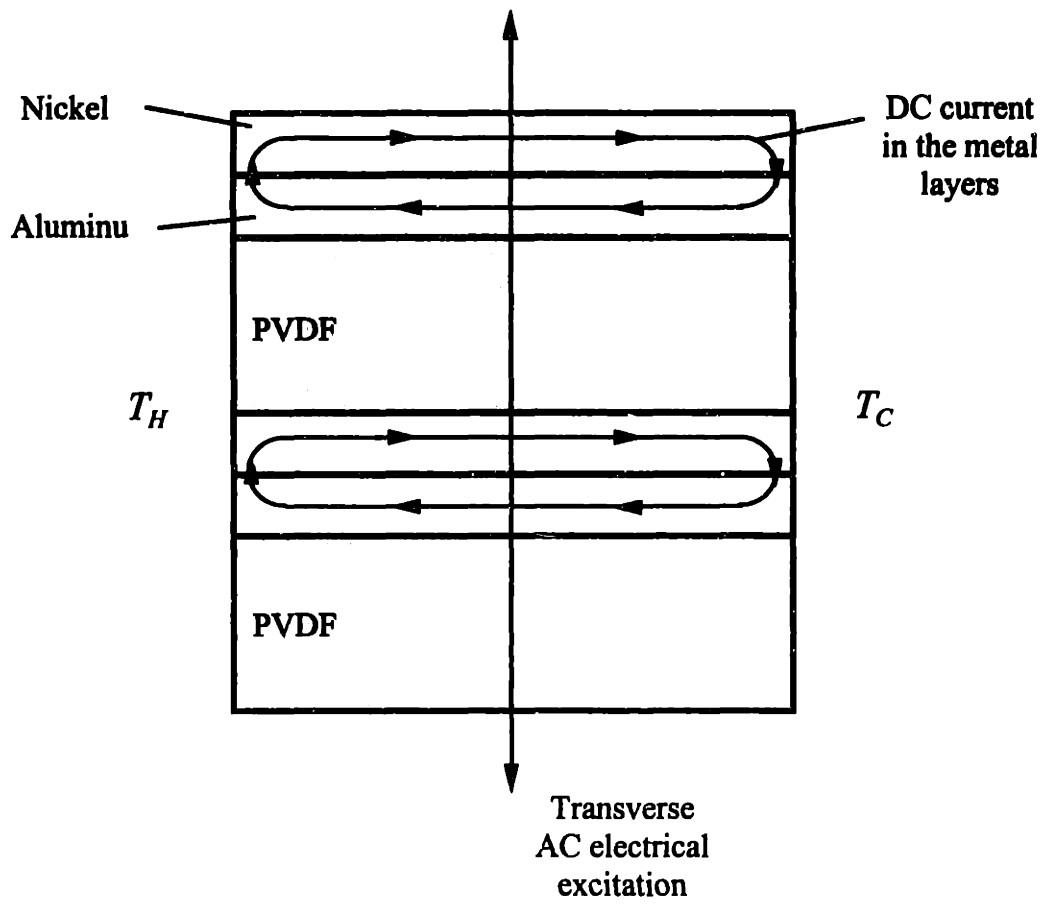 Nickel
DC current
in the metal
layers
Aluminu
PVDF
T_H
T_C
PVDF
Transverse
AC electrical
excitation